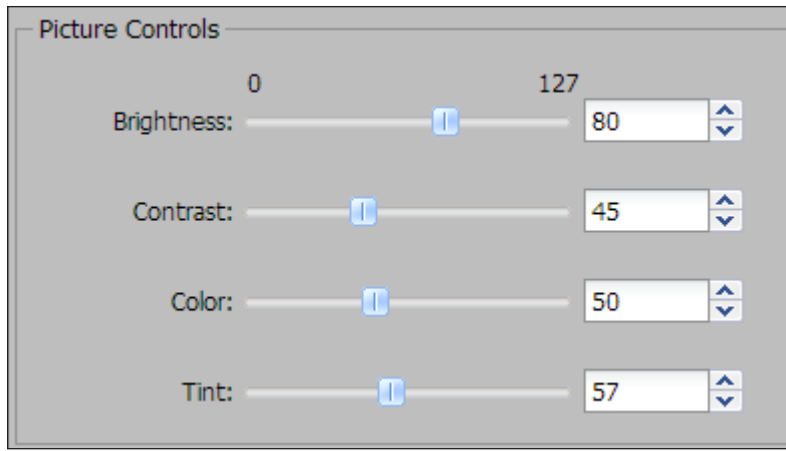 Picture Controls
0 127
Brightness: 80
Contrast: 45
Color: 50
Tint: 57